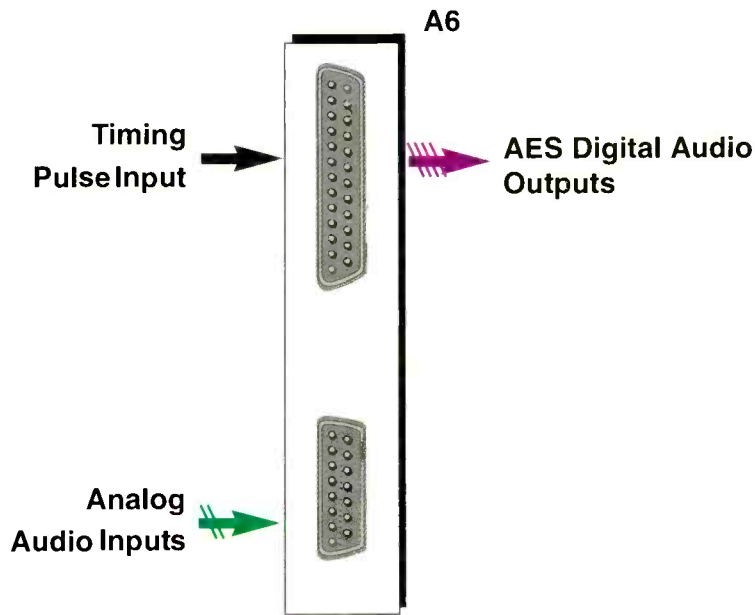 A6
Timing
Pulse Input
AES Digital Audio
Outputs
Analog
Audio Inputs